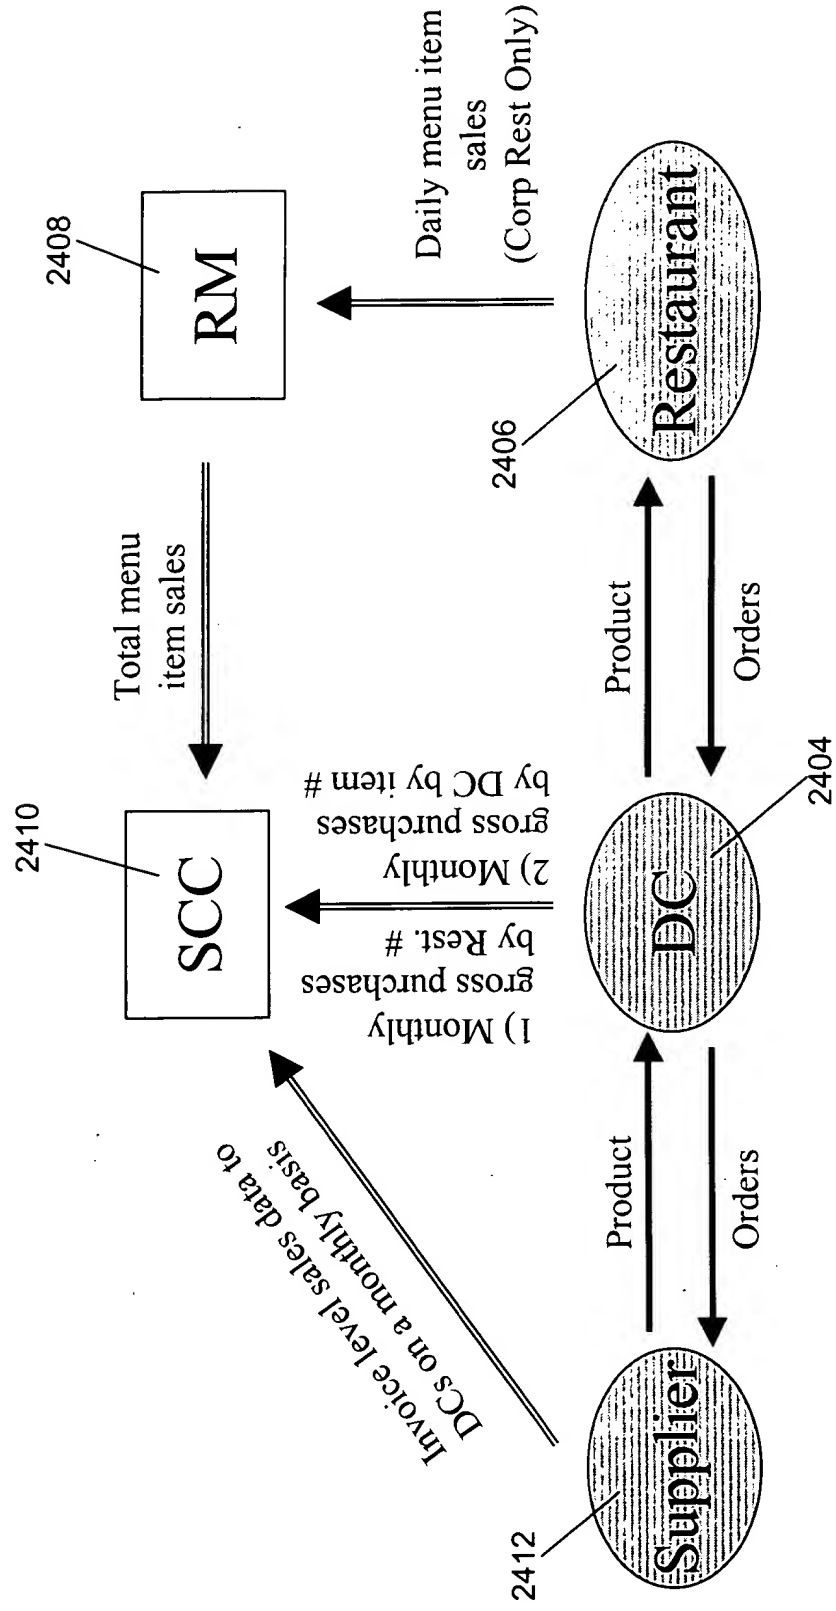 2410
SCC
Total menu
item sales
2408
RM
Invoice level sales data to
DCs on a monthly basis
1) Monthly
gross purchases
by Rest. #
2) Monthly
gross purchases
by DC by item #
Daily menu item
sales
(Corp Rest Only)
2412
Supplier
Product
Orders
DC
2404
Product
Orders
2406
Restaurant